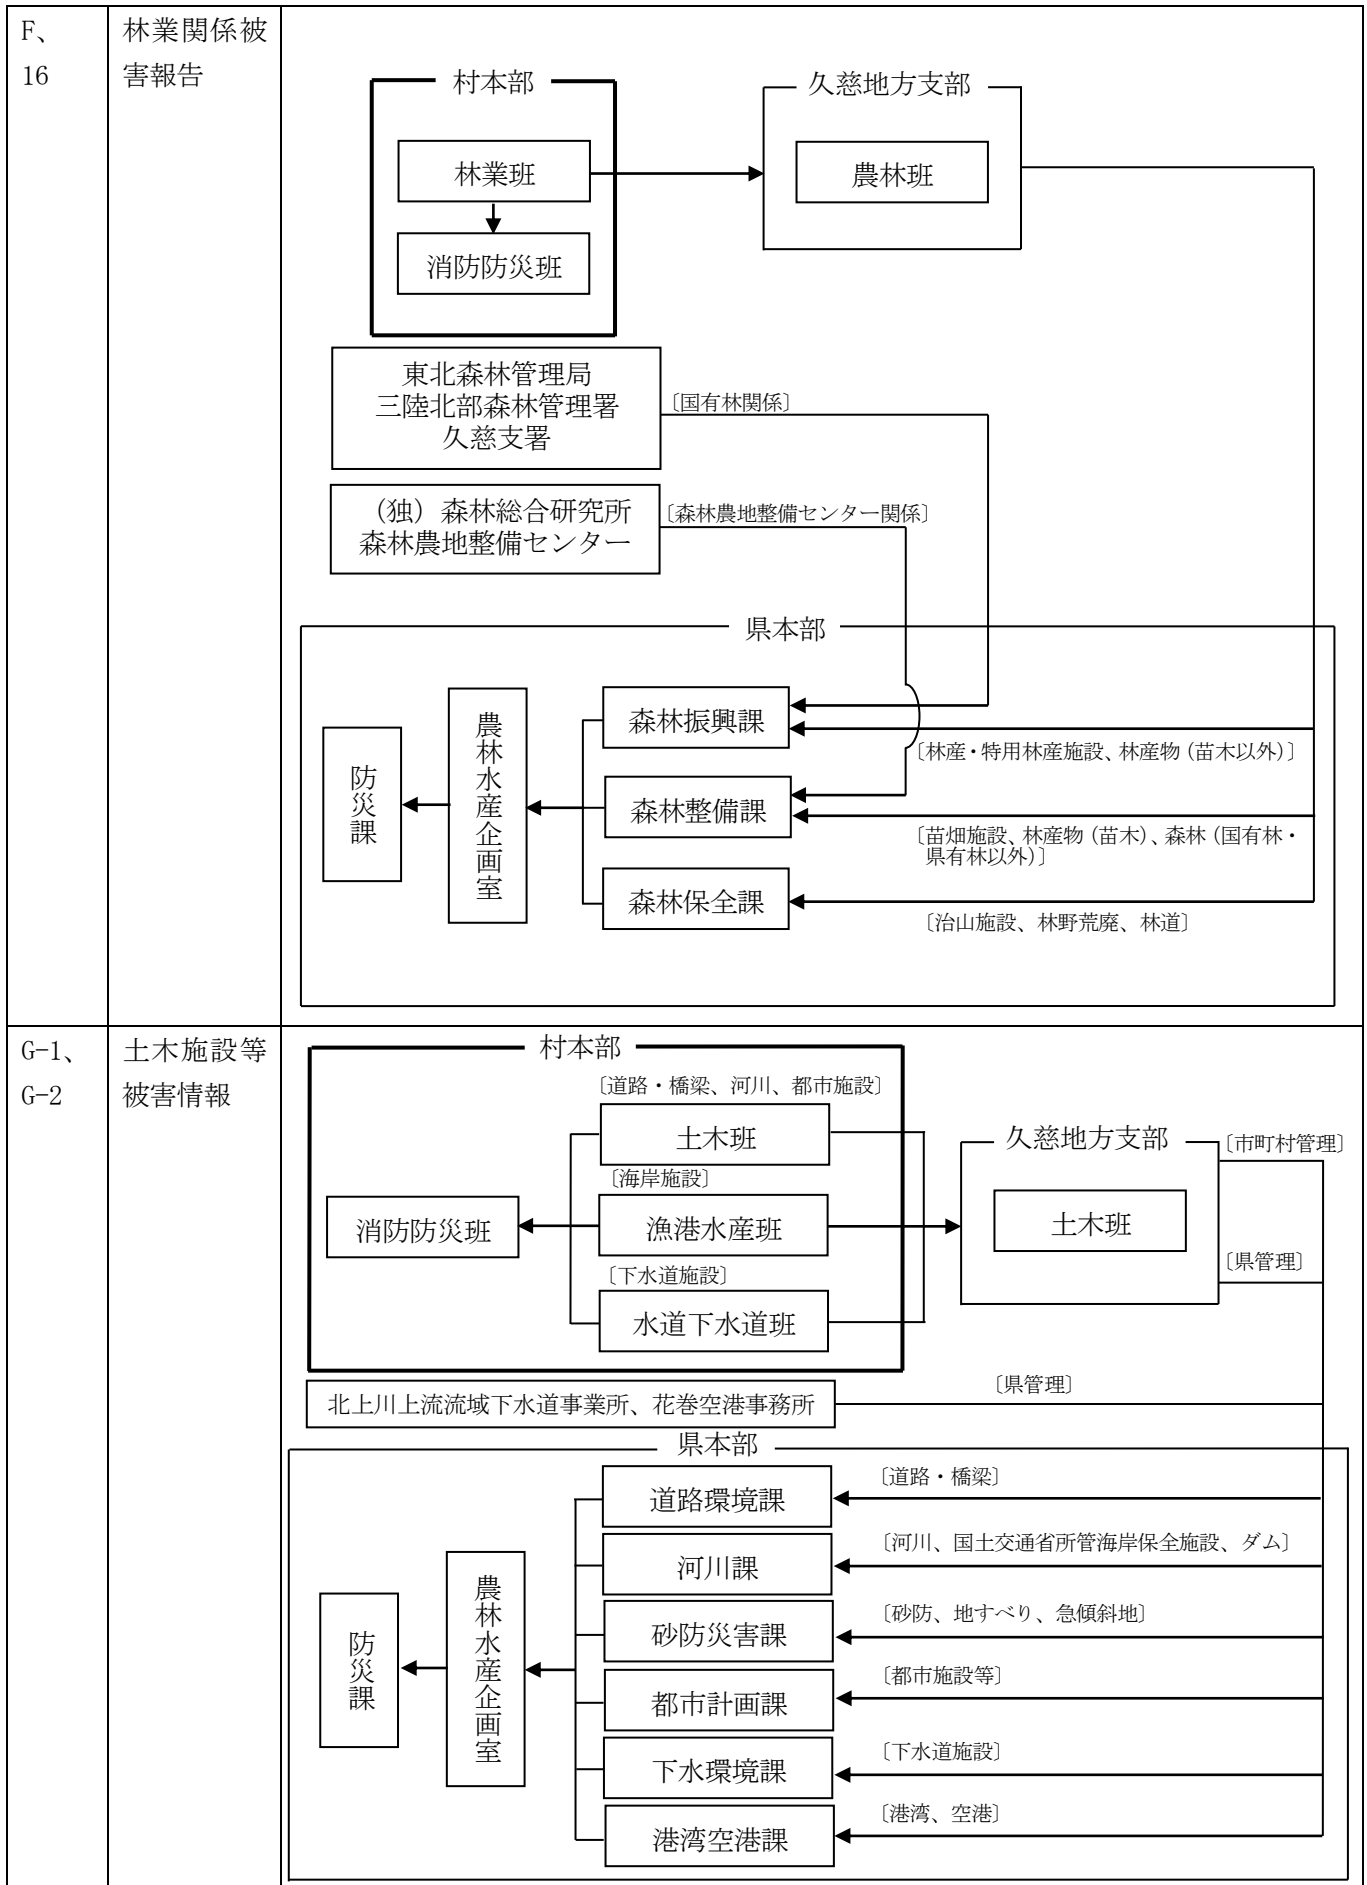 F、
16
林業関係被
害報告
村本部
林業班
消防防災班
久慈地方支部
農林班
東北森林管理局
三陸北部森林管理署
久慈支署
〔国有林関係〕
（独）森林総合研究所
森林農地整備センター
〔森林農地整備センター関係〕
県本部
防災課
農林水産企画室
森林振興課
〔林産・特用林産施設、林産物（苗木以外）〕
森林整備課
〔苗畑施設、林産物（苗木）、森林（国有林・
県有林以外）〕
森林保全課
〔治山施設、林野荒廃、林道〕
G-1、
G-2
土木施設等
被害情報
村本部
〔道路・橋梁、河川、都市施設〕
土木班
〔海岸施設〕
消防防災班
漁港水産班
〔下水道施設〕
水道下水道班
久慈地方支部
土木班
〔市町村管理〕
〔県管理〕
北上川上流流域下水道事業所、花巻空港事務所
〔県管理〕
県本部
防災課
農林水産企画室
道路環境課
〔道路・橋梁〕
河川課
〔河川、国土交通省所管海岸保全施設、ダム〕
砂防災害課
〔砂防、地すべり、急傾斜地〕
都市計画課
〔都市施設等〕
下水環境課
〔下水道施設〕
港湾空港課
〔港湾、空港〕